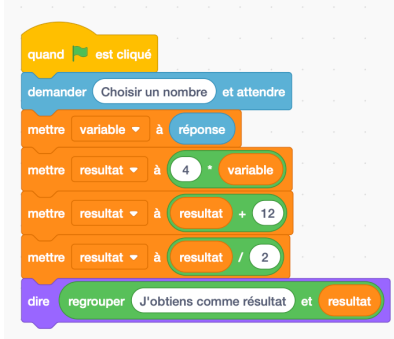 quand est cliqué
demander Choisir un nombre et attendre
mettre variable à réponse
mettre resultat à 4 * variable
mettre resultat à resultat + 12
mettre resultat à resultat / 2
dire regrouper J'obtiens comme résultat et resultat